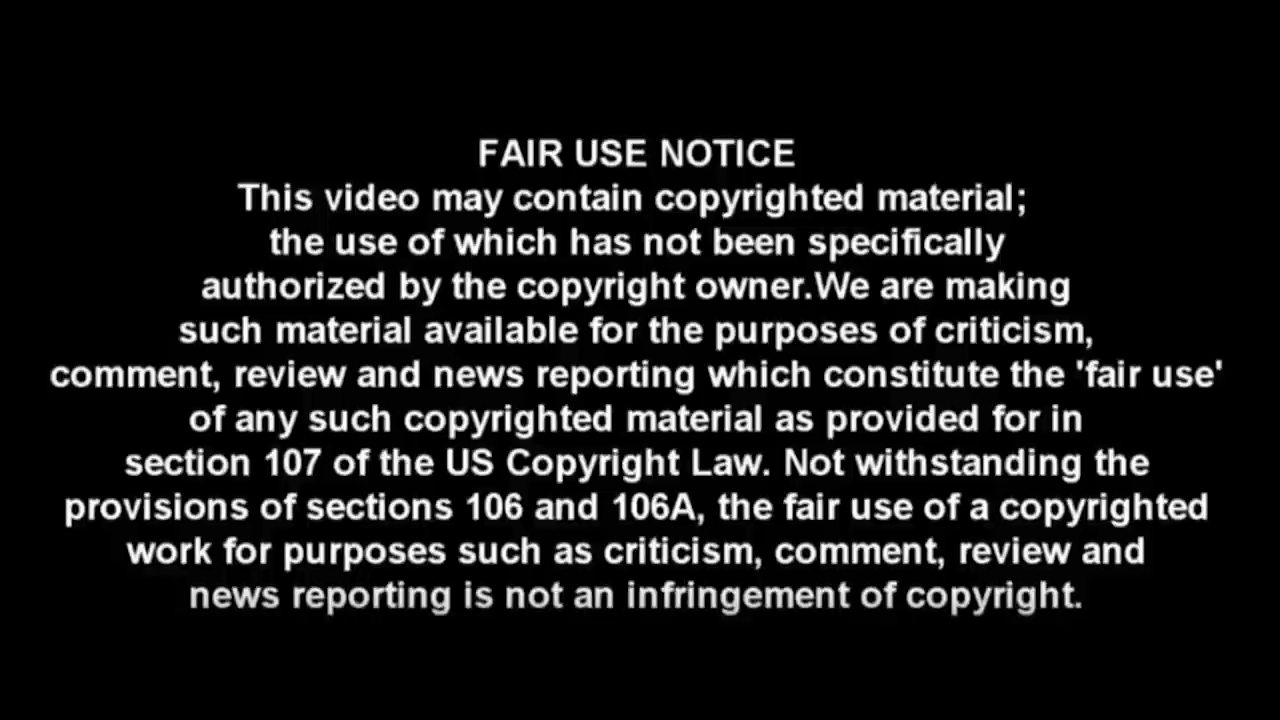 FAIR USE NOTICE
This video may contain copyrighted material;
the use of which has not been specifically
authorized by the copyright owner.We are making
such material available for the purposes of criticism,
comment, review and news reporting which constitute the 'fair use'
of any such copyrighted material as provided for in
section 107 of the US Copyright Law. Not withstanding the
provisions of sections 106 and 106A, the fair use of a copyrighted
work for purposes such as criticism, comment, review and
news reporting is not an infringement of copyright.